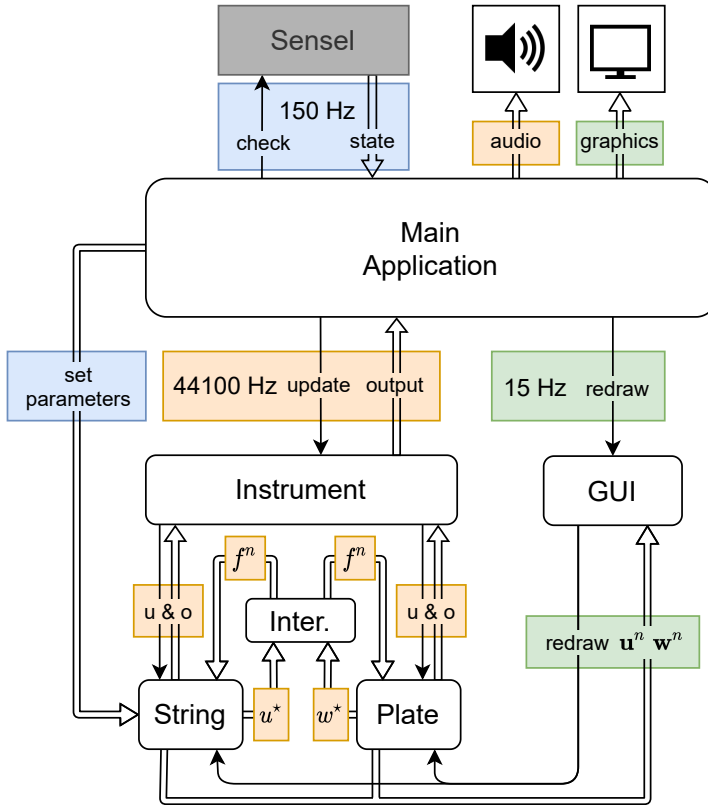 Sensel
150 Hz
check
state
audio
graphics
Main
Application
set
parameters
44100 Hz update output
15 Hz redraw
Instrument
GUI
fⁿ
fⁿ
u & o
u & o
Inter.
redraw 𝐮ⁿ 𝐰ⁿ
String
u*
w*
Plate